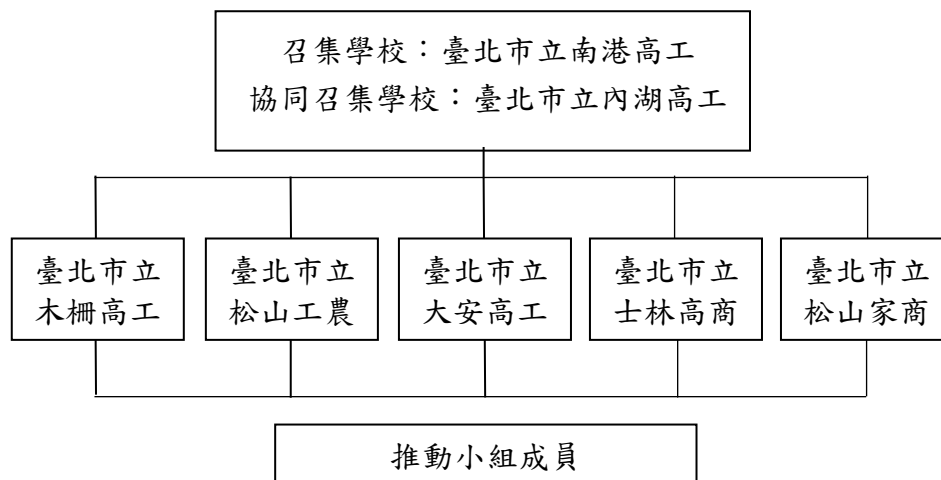 召集學校：臺北市立南港高工
協同召集學校：臺北市立內湖高工
臺北市立
木柵高工
臺北市立
松山工農
臺北市立
大安高工
臺北市立
士林高商
臺北市立
松山家商
推動小組成員